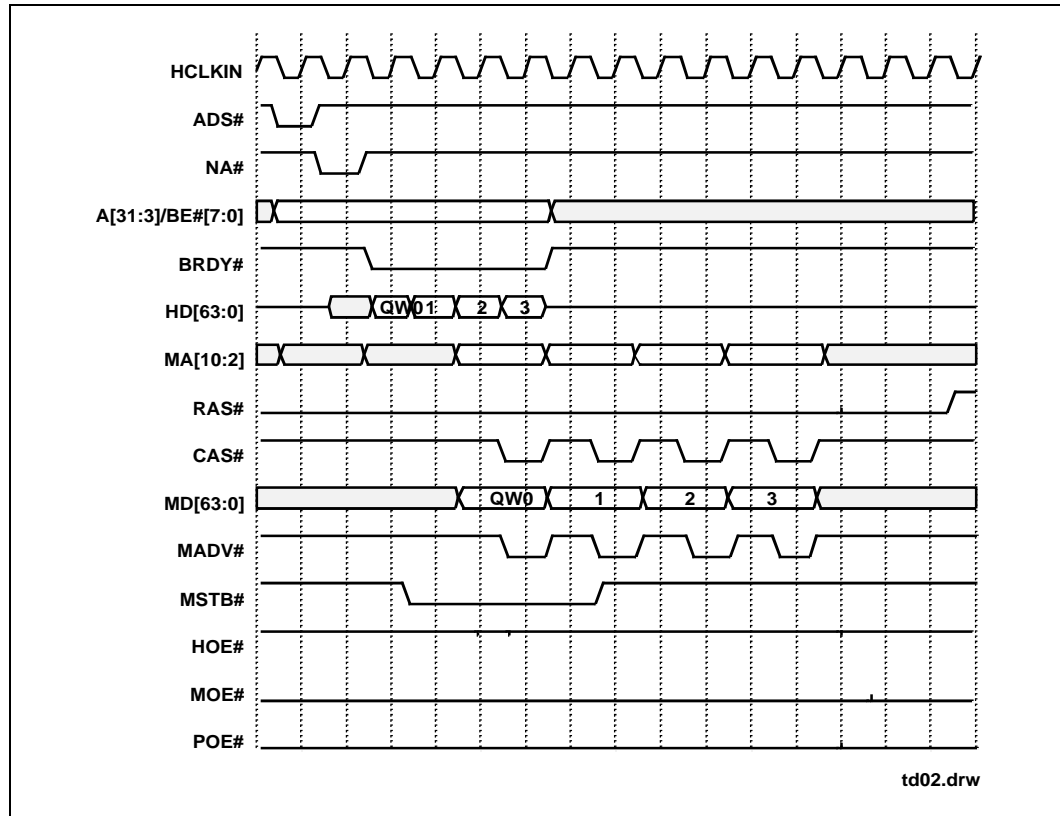 HCLKIN
ADS#
NA#
A[31:3]/BE#[7:0]
BRDY#
HD[63:0] QW0 1 2 3
MA[10:2]
RAS#
CAS#
MD[63:0] QW0 1 2 3
MADV#
MSTB#
HOE#
MOE#
POE#
td02.drw